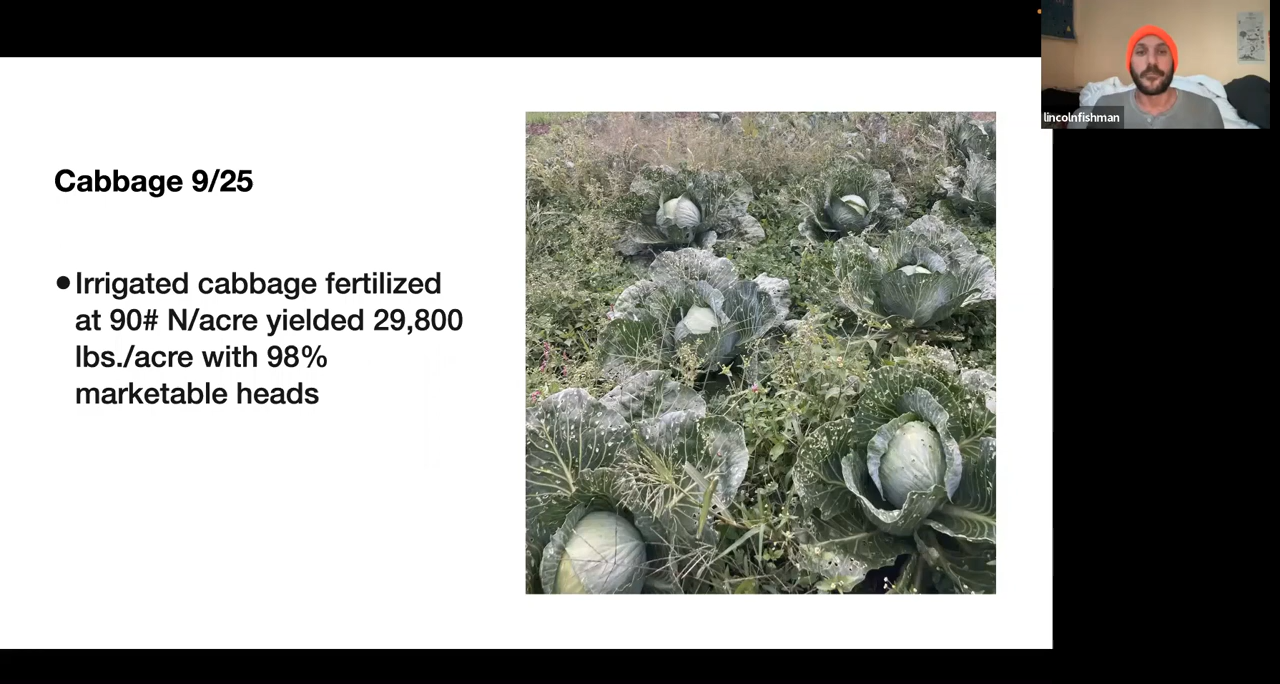 lincolnfishman
Cabbage 9/25
●Irrigated cabbage fertilized
at 90# N/acre yielded 29,800
lbs./acre with 98%
marketable heads